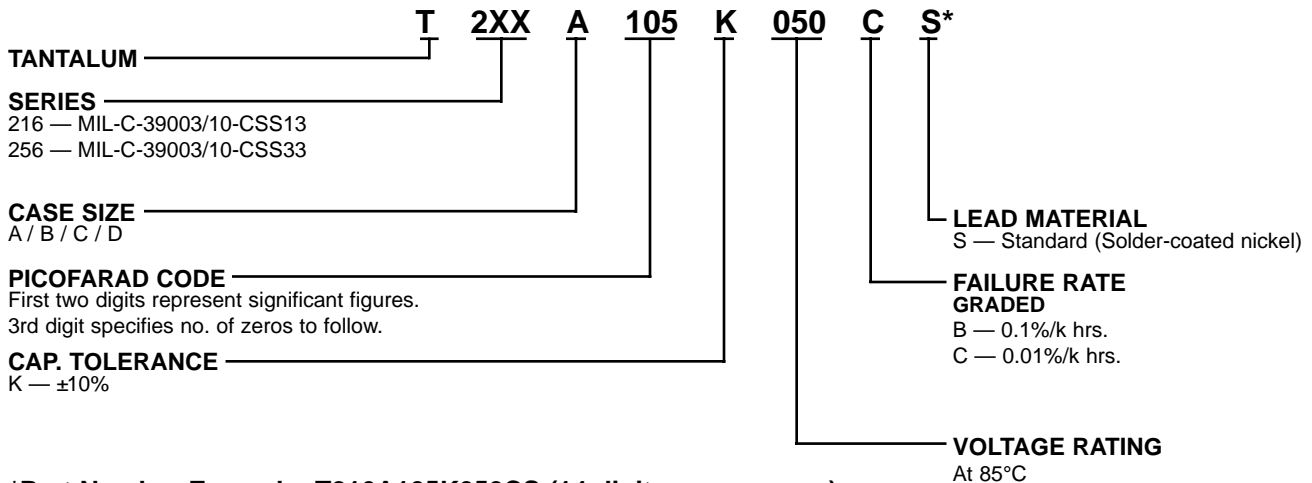 T 2XX A 105 K 050 C S*
TANTALUM
SERIES
216 — MIL-C-39003/10-CSS13
256 — MIL-C-39003/10-CSS33
CASE SIZE
A / B / C / D
PICOFARAD CODE
First two digits represent significant figures.
3rd digit specifies no. of zeros to follow.
CAP. TOLERANCE
K — ±10%
LEAD MATERIAL
S — Standard (Solder-coated nickel)
FAILURE RATE
GRADED
B — 0.1%/k hrs.
C — 0.01%/k hrs.
VOLTAGE RATING
At 85°C